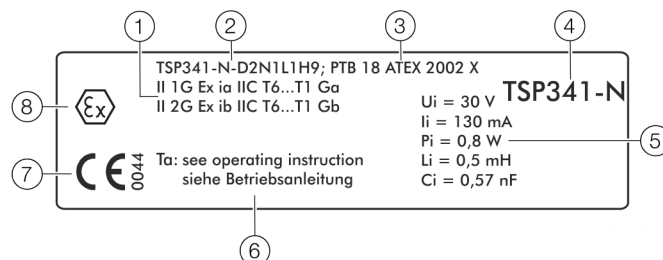 1
2
3
4
TSP341-N-D2N1L1H9; PTB 18 ATEX 2002 X
II 1G Ex ia IIC T6...T1 Ga
II 2G Ex ib IIC T6...T1 Gb
TSP341-N
Ui = 30 V
Ii = 130 mA
Pi = 0,8 W
Li = 0,5 mH
Ci = 0,57 nF
5
8
Ex
7
CE 0044
Ta: see operating instruction
siehe Betriebsanleitung
6